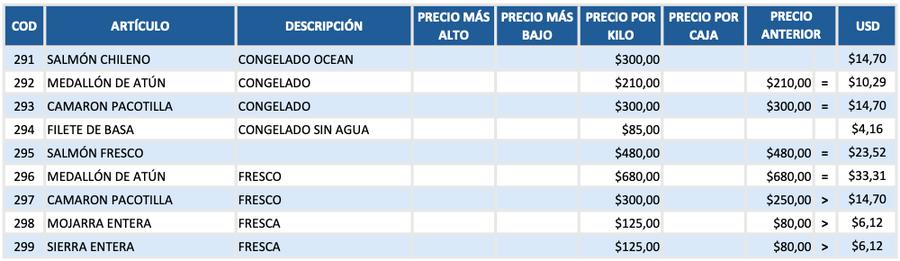 COD ARTÍCULO DESCRIPCIÓN PRECIO MÁS ALTO PRECIO MÁS BAJO PRECIO POR KILO PRECIO POR CAJA PRECIO ANTERIOR USD
291 SALMÓN CHILENO CONGELADO OCEAN $300,00 $14,70
292 MEDALLÓN DE ATÚN CONGELADO $210,00 $210,00 = $10,29
293 CAMARON PACOTILLA CONGELADO $300,00 $300,00 = $14,70
294 FILETE DE BASA CONGELADO SIN AGUA $85,00 $4,16
295 SALMÓN FRESCO $480,00 $480,00 = $23,52
296 MEDALLÓN DE ATÚN FRESCO $680,00 $680,00 = $33,31
297 CAMARON PACOTILLA FRESCO $300,00 $250,00 > $14,70
298 MOJARRA ENTERA FRESCA $125,00 $80,00 > $6,12
299 SIERRA ENTERA FRESCA $125,00 $80,00 > $6,12